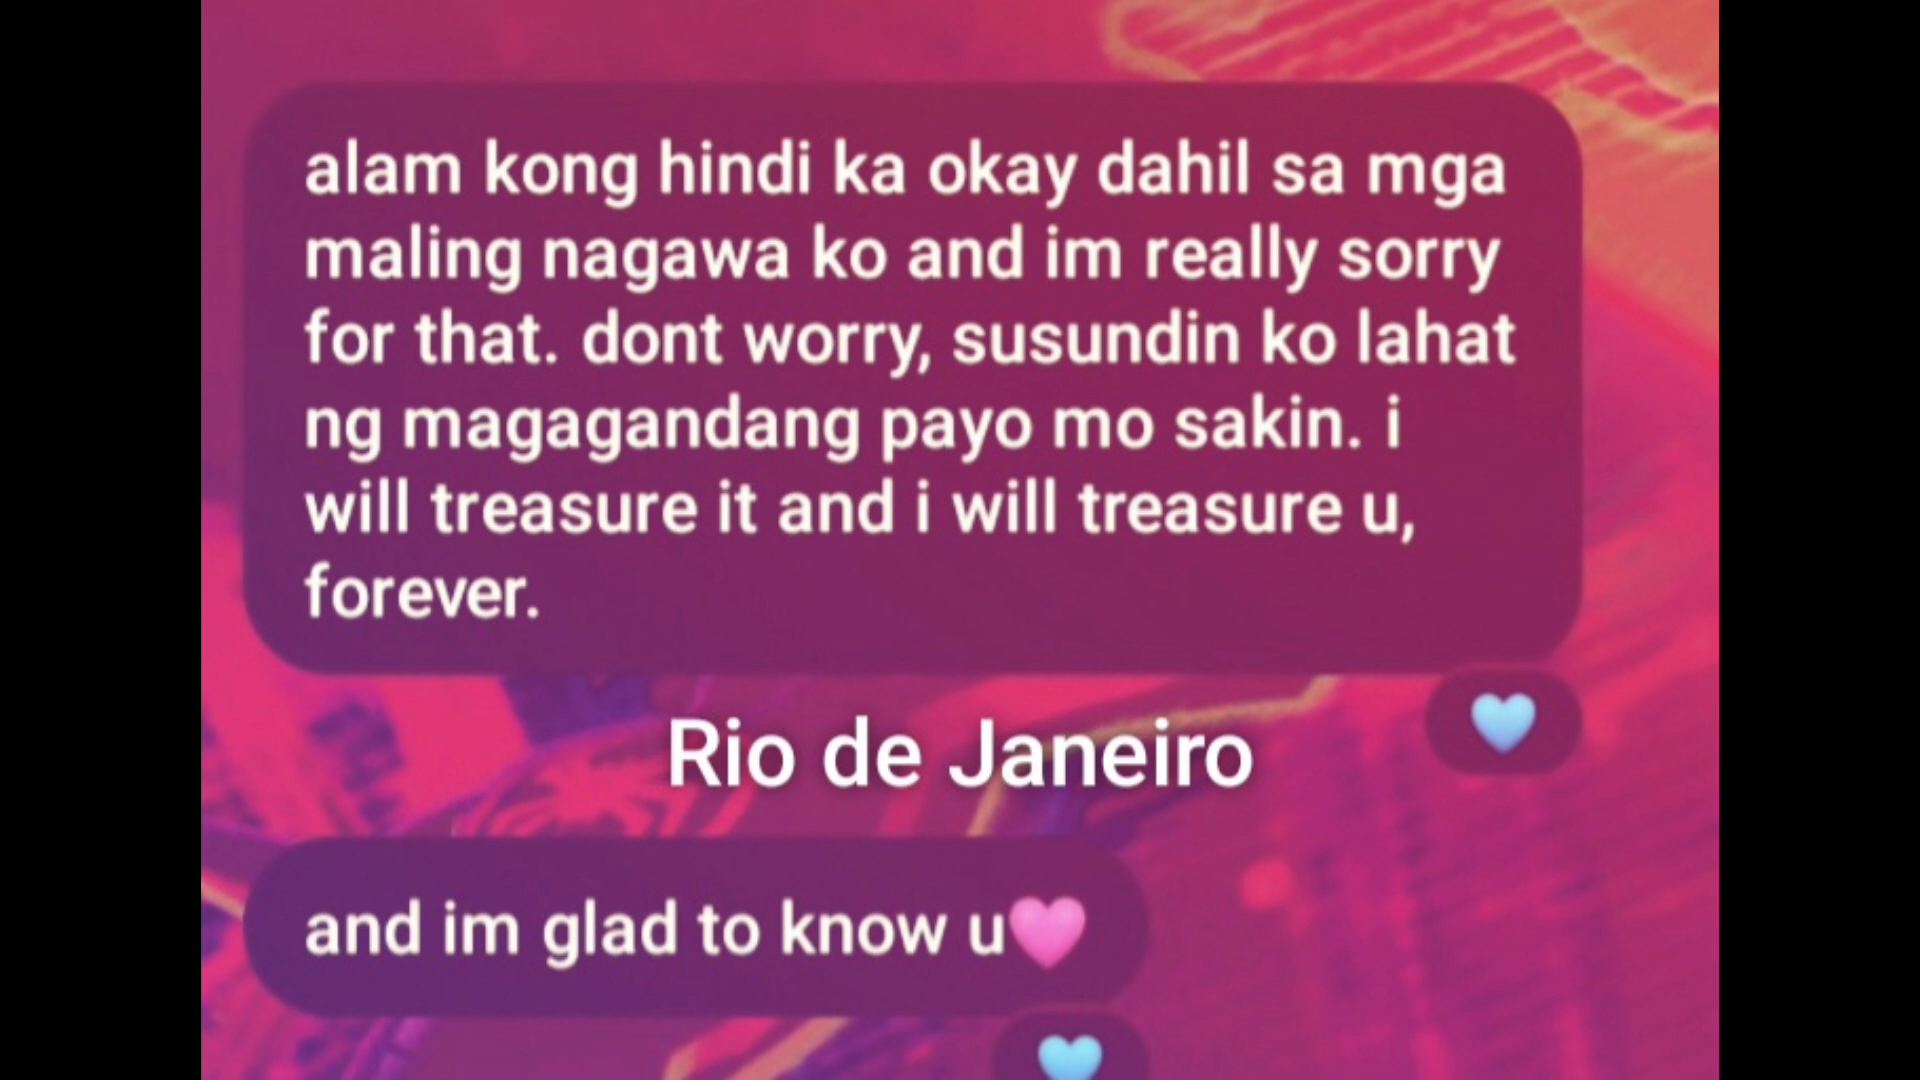 alam kong hindi ka okay dahil sa mga
maling nagawa ko and im really sorry
for that. dont worry, susundin ko lahat
ng magagandang payo mo sakin. i
will treasure it and i will treasure u,
forever.
Rio de Janeiro
and im glad to know u🩷